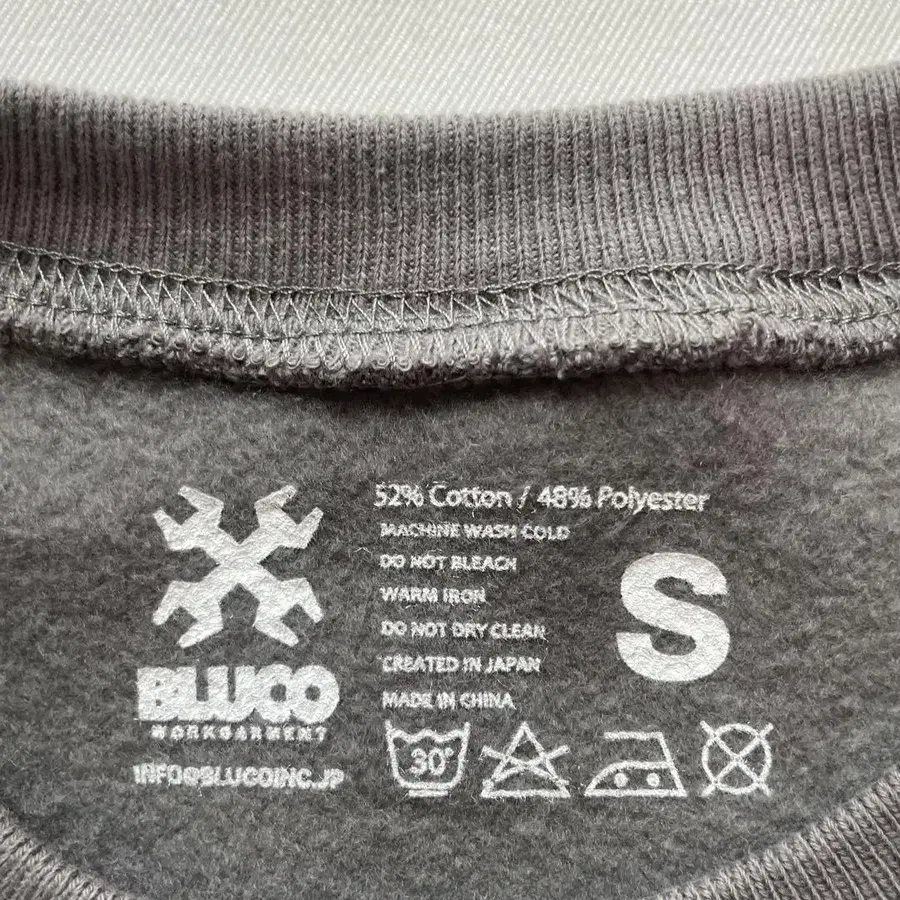 52% Cotton / 48% Polyester
MACHINE WASH COLD
DO NOT BLEACH
WARM IRON
DO NOT DRY CLEAN
CREATED IN JAPAN
MADE IN CHINA
S
BLUCO
WORKGARMENT
INFO@BLUCOINC.JP
30°